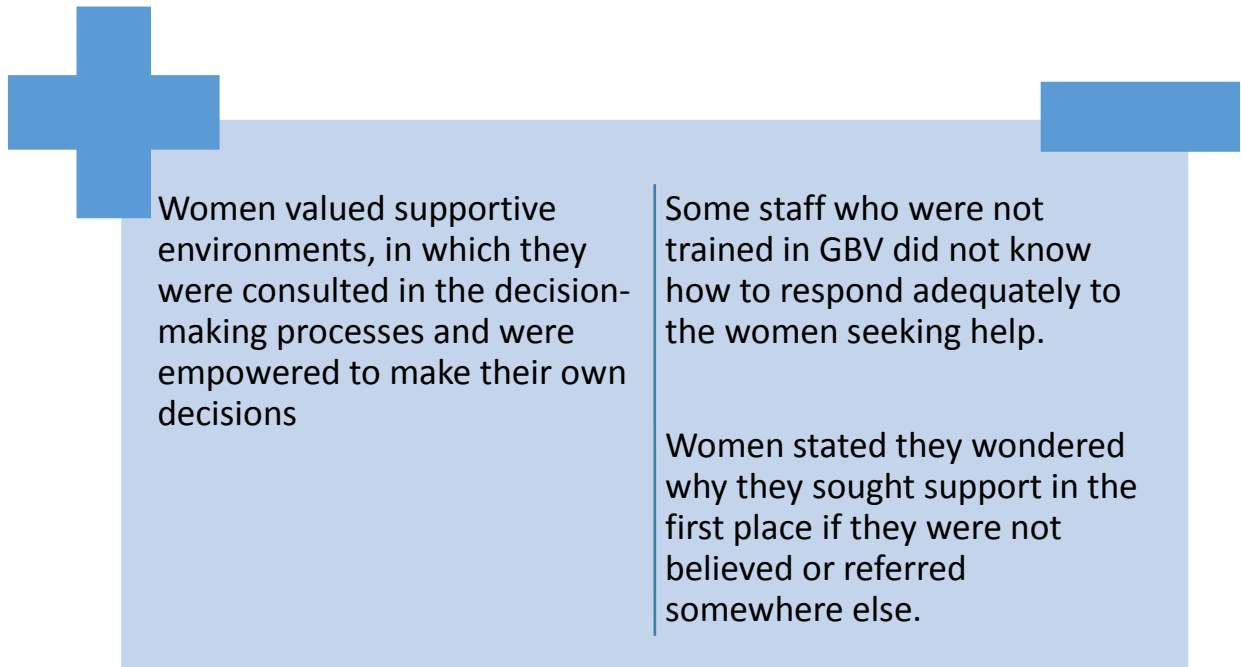 Women valued supportive
environments, in which they
were consulted in the decision-
making processes and were
empowered to make their own
decisions
Some staff who were not
trained in GBV did not know
how to respond adequately to
the women seeking help.
Women stated they wondered
why they sought support in the
first place if they were not
believed or referred
somewhere else.